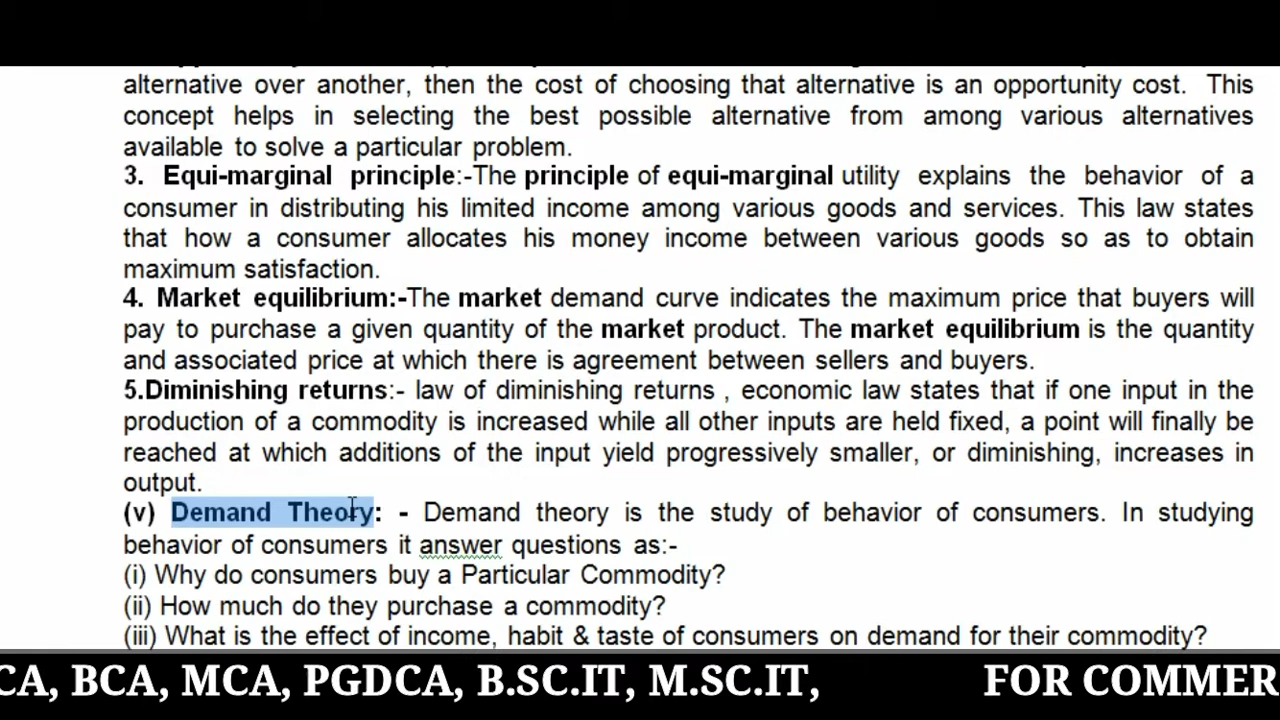 alternative over another, then the cost of choosing that alternative is an opportunity cost. This
concept helps in selecting the best possible alternative from among various alternatives
available to solve a particular problem.
3. Equi-marginal principle:-The principle of equi-marginal utility explains the behavior of a
consumer in distributing his limited income among various goods and services. This law states
that how a consumer allocates his money income between various goods so as to obtain
maximum satisfaction.
4. Market equilibrium:-The market demand curve indicates the maximum price that buyers will
pay to purchase a given quantity of the market product. The market equilibrium is the quantity
and associated price at which there is agreement between sellers and buyers.
5.Diminishing returns:- law of diminishing returns , economic law states that if one input in the
production of a commodity is increased while all other inputs are held fixed, a point will finally be
reached at which additions of the input yield progressively smaller, or diminishing, increases in
output.
(v) Demand Theory: - Demand theory is the study of behavior of consumers. In studying
behavior of consumers it answer questions as:-
(i) Why do consumers buy a Particular Commodity?
(ii) How much do they purchase a commodity?
(iii) What is the effect of income, habit & taste of consumers on demand for their commodity?
CA, BCA, MCA, PGDCA, B.SC.IT, M.SC.IT, FOR COMMER